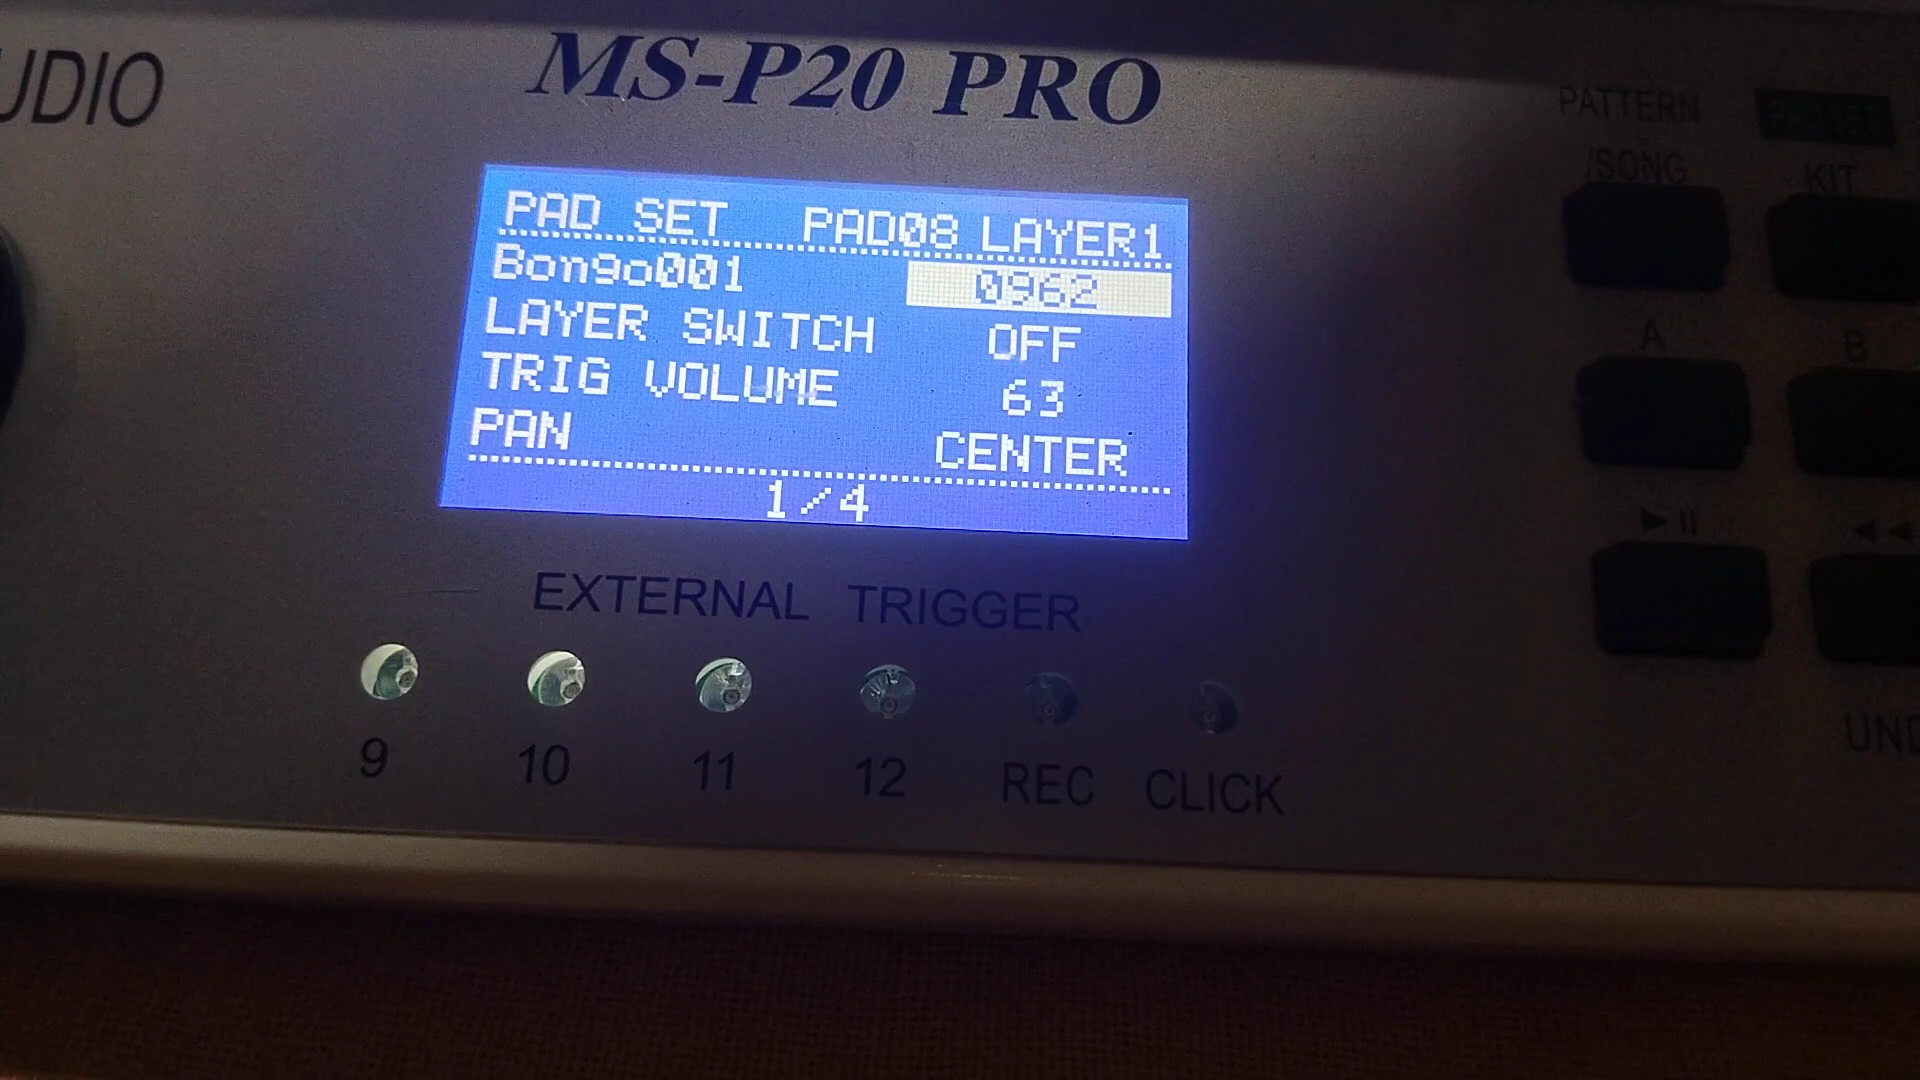 UDIO
MS-P20 PRO
PATTERN
/SONG
PAD SET
KIT
PAD SET PAD08 LAYER1
Bongo001 0962
LAYER SWITCH OFF
TRIG VOLUME 63
PAN CENTER
1/4
A
B
EXTERNAL TRIGGER
9 10 11 12 REC CLICK
UND